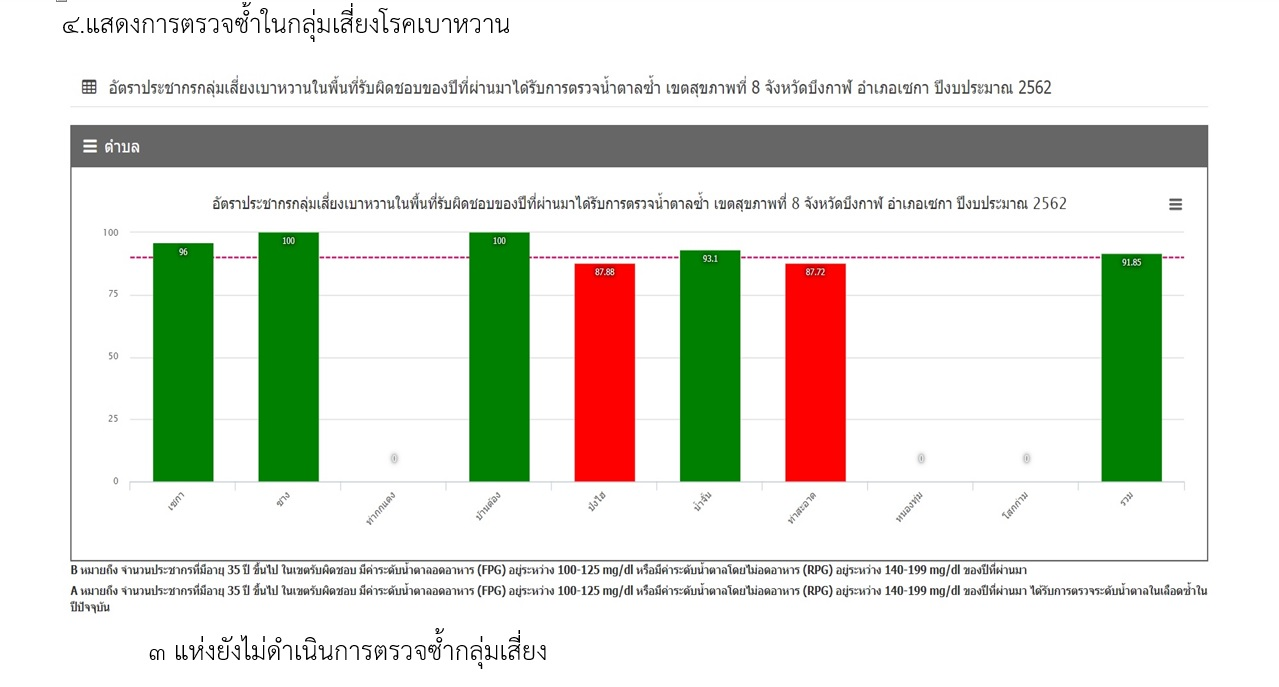 ๔.แสดงการตรวจซ้ำในกลุ่มเสี่ยงโรคเบาหวาน
อัตราประชากรกลุ่มเสี่ยงเบาหวานในพื้นที่รับผิดชอบของปีที่ผ่านมาได้รับการตรวจน้ำตาลซ้ำ เขตสุขภาพที่ 8 จังหวัดบึงกาฬ อำเภอเซกา ปีงบประมาณ 2562
ตำบล
อัตราประชากรกลุ่มเสี่ยงเบาหวานในพื้นที่รับผิดชอบของปีที่ผ่านมาได้รับการตรวจน้ำตาลซ้ำ เขตสุขภาพที่ 8 จังหวัดบึงกาฬ อำเภอเซกา ปีงบประมาณ 2562
100
75
50
25
0
96
100
0
100
87.88
93.1
87.72
0
0
91.85
เซกา
ซาง
ท่ากกแดง
บ้านต้อง
ป่งไฮ
น้ำจั้น
ท่าสะอาด
หนองทุ่ม
โสกก่าม
รวม
B หมายถึง จำนวนประชากรที่มีอายุ 35 ปี ขึ้นไป ในเขตรับผิดชอบ มีค่าระดับน้ำตาลอดอาหาร (FPG) อยู่ระหว่าง 100-125 mg/dl หรือมีค่าระดับน้ำตาลโดยไม่อดอาหาร (RPG) อยู่ระหว่าง 140-199 mg/dl ของปีที่ผ่านมา
A หมายถึง จำนวนประชากรที่มีอายุ 35 ปี ขึ้นไป ในเขตรับผิดชอบ มีค่าระดับน้ำตาลอดอาหาร (FPG) อยู่ระหว่าง 100-125 mg/dl หรือมีค่าระดับน้ำตาลโดยไม่อดอาหาร (RPG) อยู่ระหว่าง 140-199 mg/dl ของปีที่ผ่านมา ได้รับการตรวจระดับน้ำตาลในเลือดซ้ำใน
ปีปัจจุบัน
๓ แห่งยังไม่ดำเนินการตรวจซ้ำกลุ่มเสี่ยง